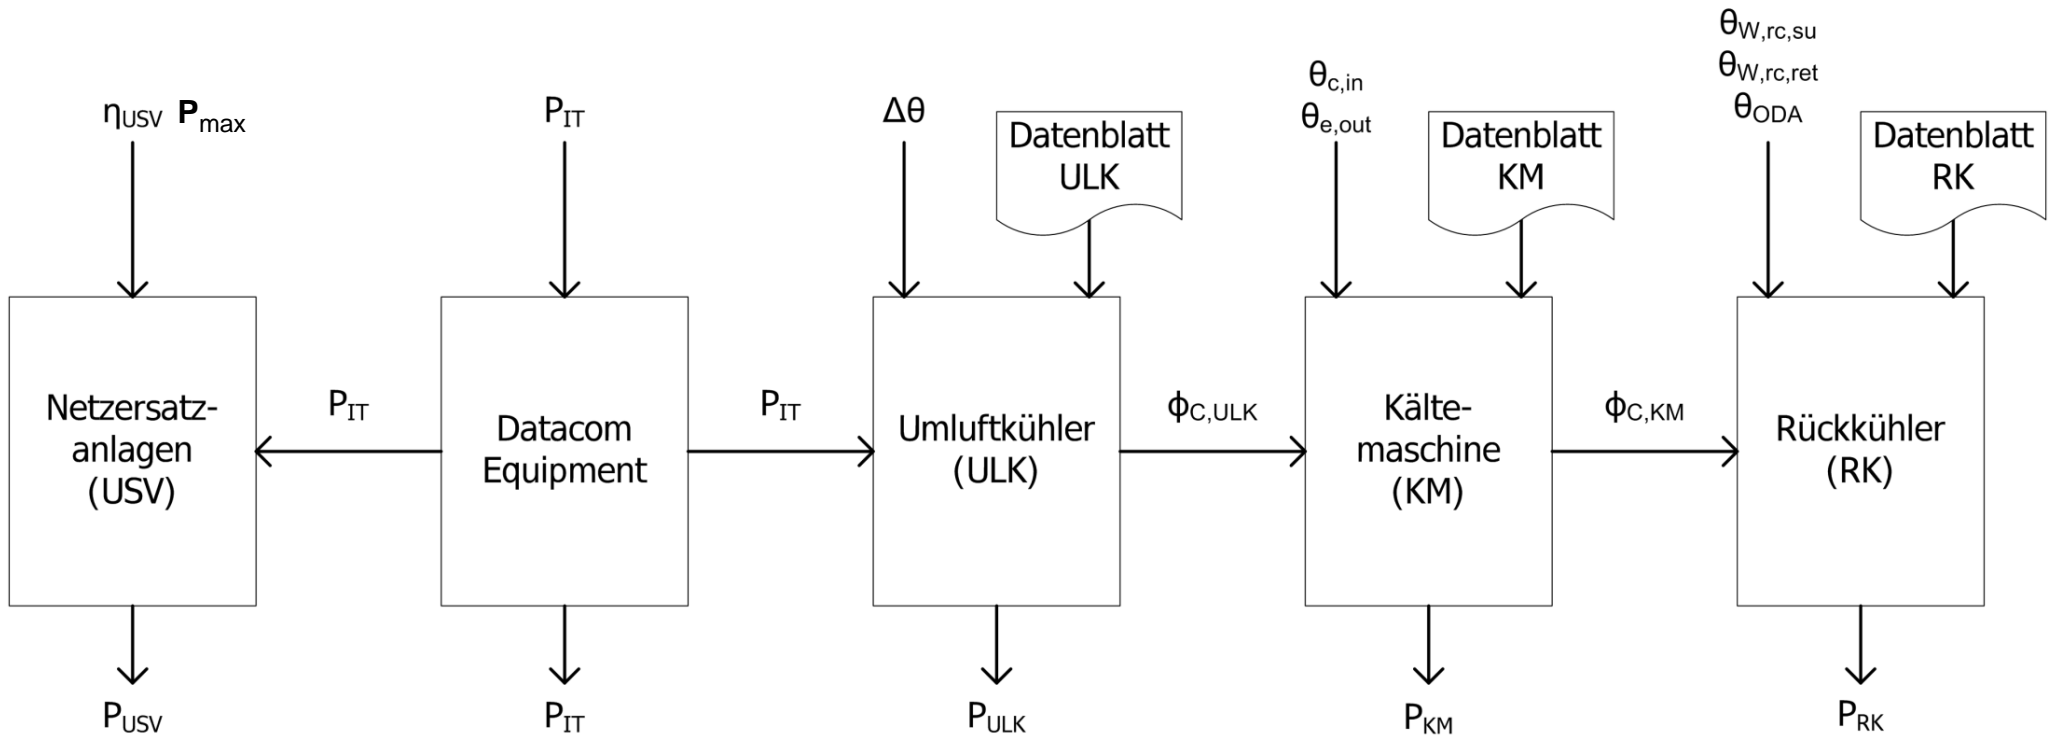 θW,rc,su
θW,rc,ret
θODA
θc,in
θe,out
ηUSV Pmax
PIT
Δθ
Datenblatt
ULK
Datenblatt
KM
Datenblatt
RK
Netzersatz-
anlagen
(USV)
PIT
Datacom
Equipment
PIT
Umluftkühler
(ULK)
ϕC,ULK
Kälte-
maschine
(KM)
ϕC,KM
Rückkühler
(RK)
PUSV
PIT
PULK
PKM
PRK